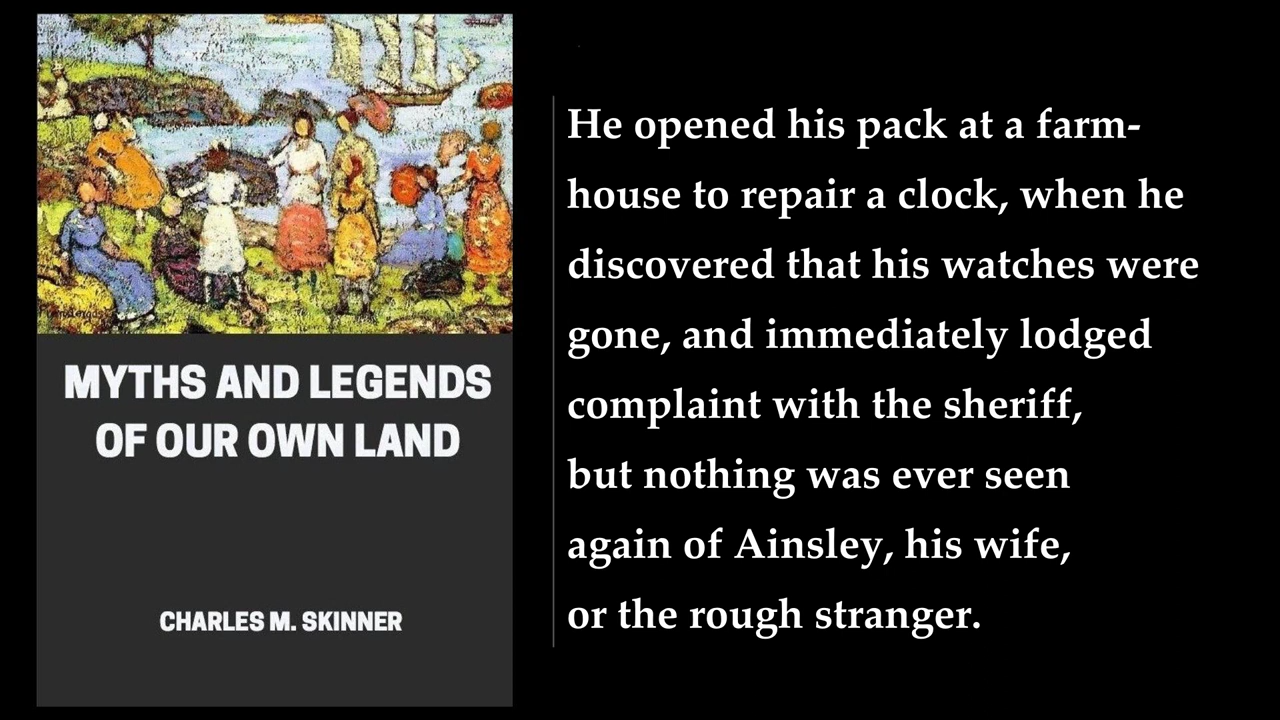 MYTHS AND LEGENDS
OF OUR OWN LAND
CHARLES M. SKINNER
He opened his pack at a farm-
house to repair a clock, when he
discovered that his watches were
gone, and immediately lodged
complaint with the sheriff,
but nothing was ever seen
again of Ainsley, his wife,
or the rough stranger.